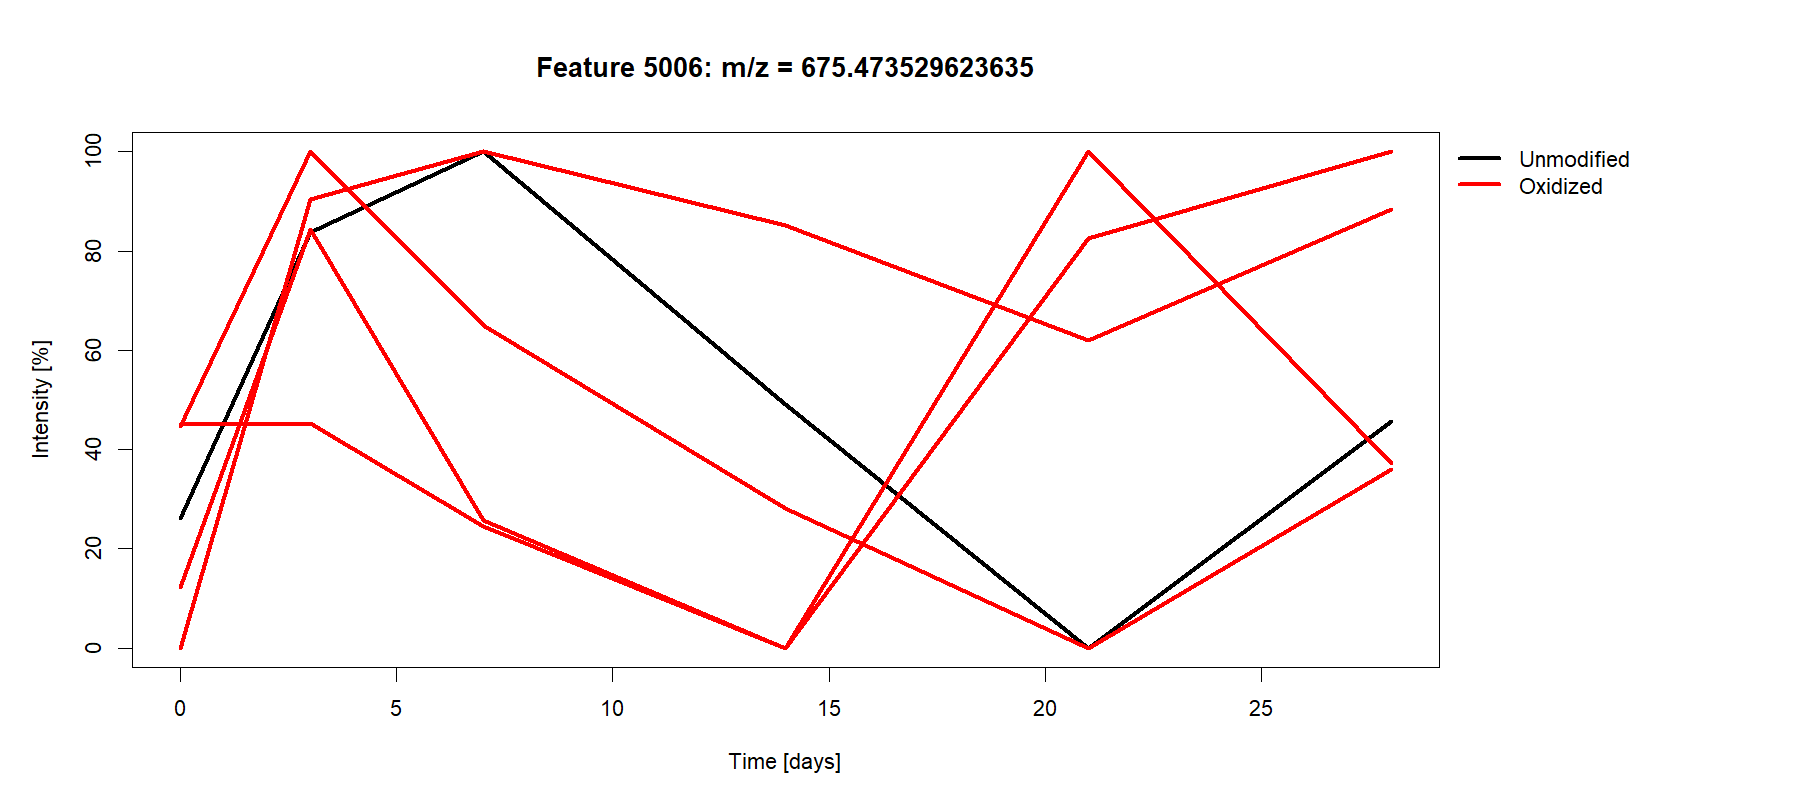 Feature 5006: m/z = 675.473529623635
Unmodified
Oxidized
Intensity [%]
100
80
60
40
20
0
0 5 10 15 20 25
Time [days]